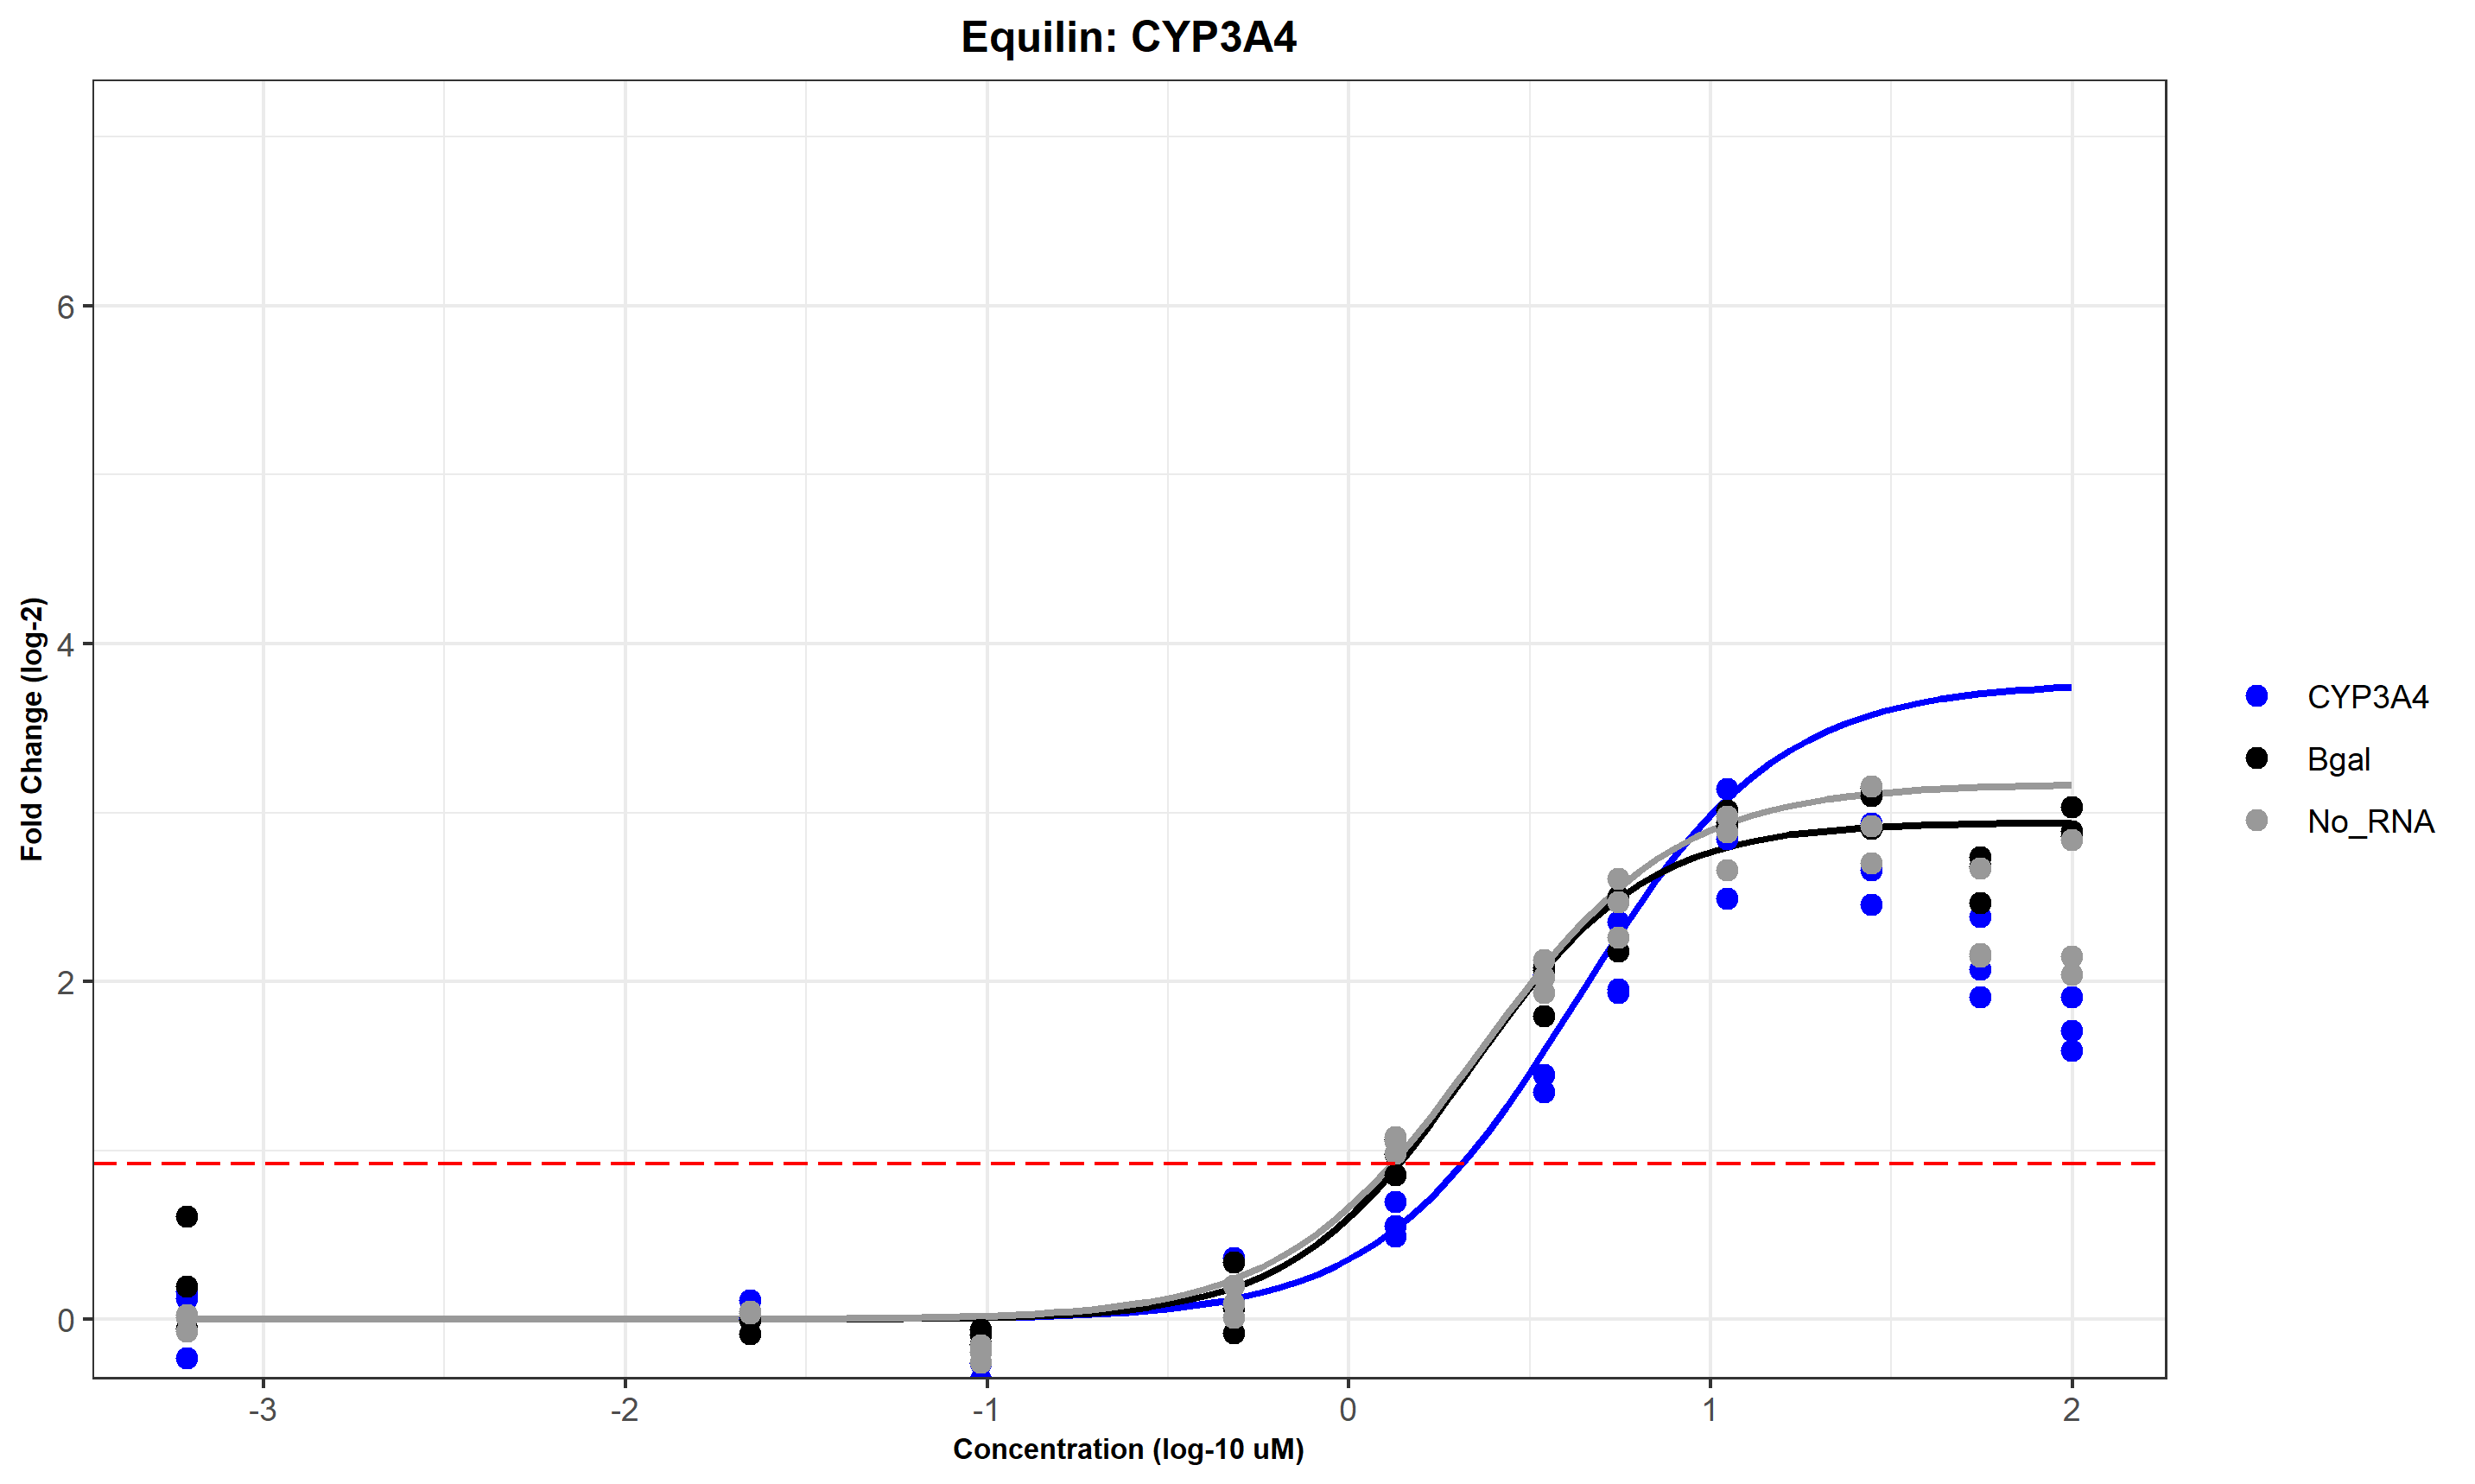 Equilin: CYP3A4
Fold Change (log-2)
6
4
2
0
-3
-2
-1
0
1
2
Concentration (log-10 uM)
CYP3A4
Bgal
No_RNA